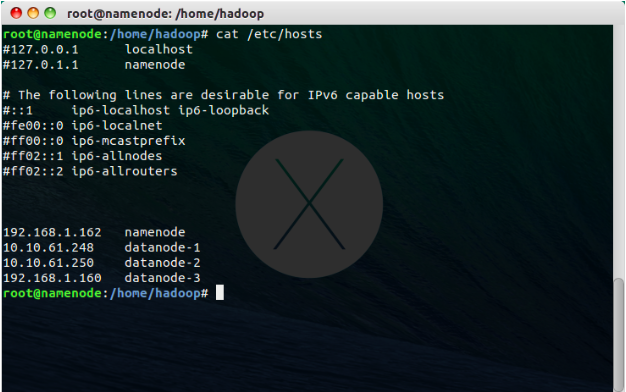 root@namenode: /home/hadoop
root@namenode:/home/hadoop# cat /etc/hosts
#127.0.0.1 localhost
#127.0.1.1 namenode
# The following lines are desirable for IPv6 capable hosts
#::1 ip6-localhost ip6-loopback
#fe00::0 ip6-localnet
#ff00::0 ip6-mcastprefix
#ff02::1 ip6-allnodes
#ff02::2 ip6-allrouters
192.168.1.162 namenode
10.10.61.248 datanode-1
10.10.61.250 datanode-2
192.168.1.160 datanode-3
root@namenode:/home/hadoop#